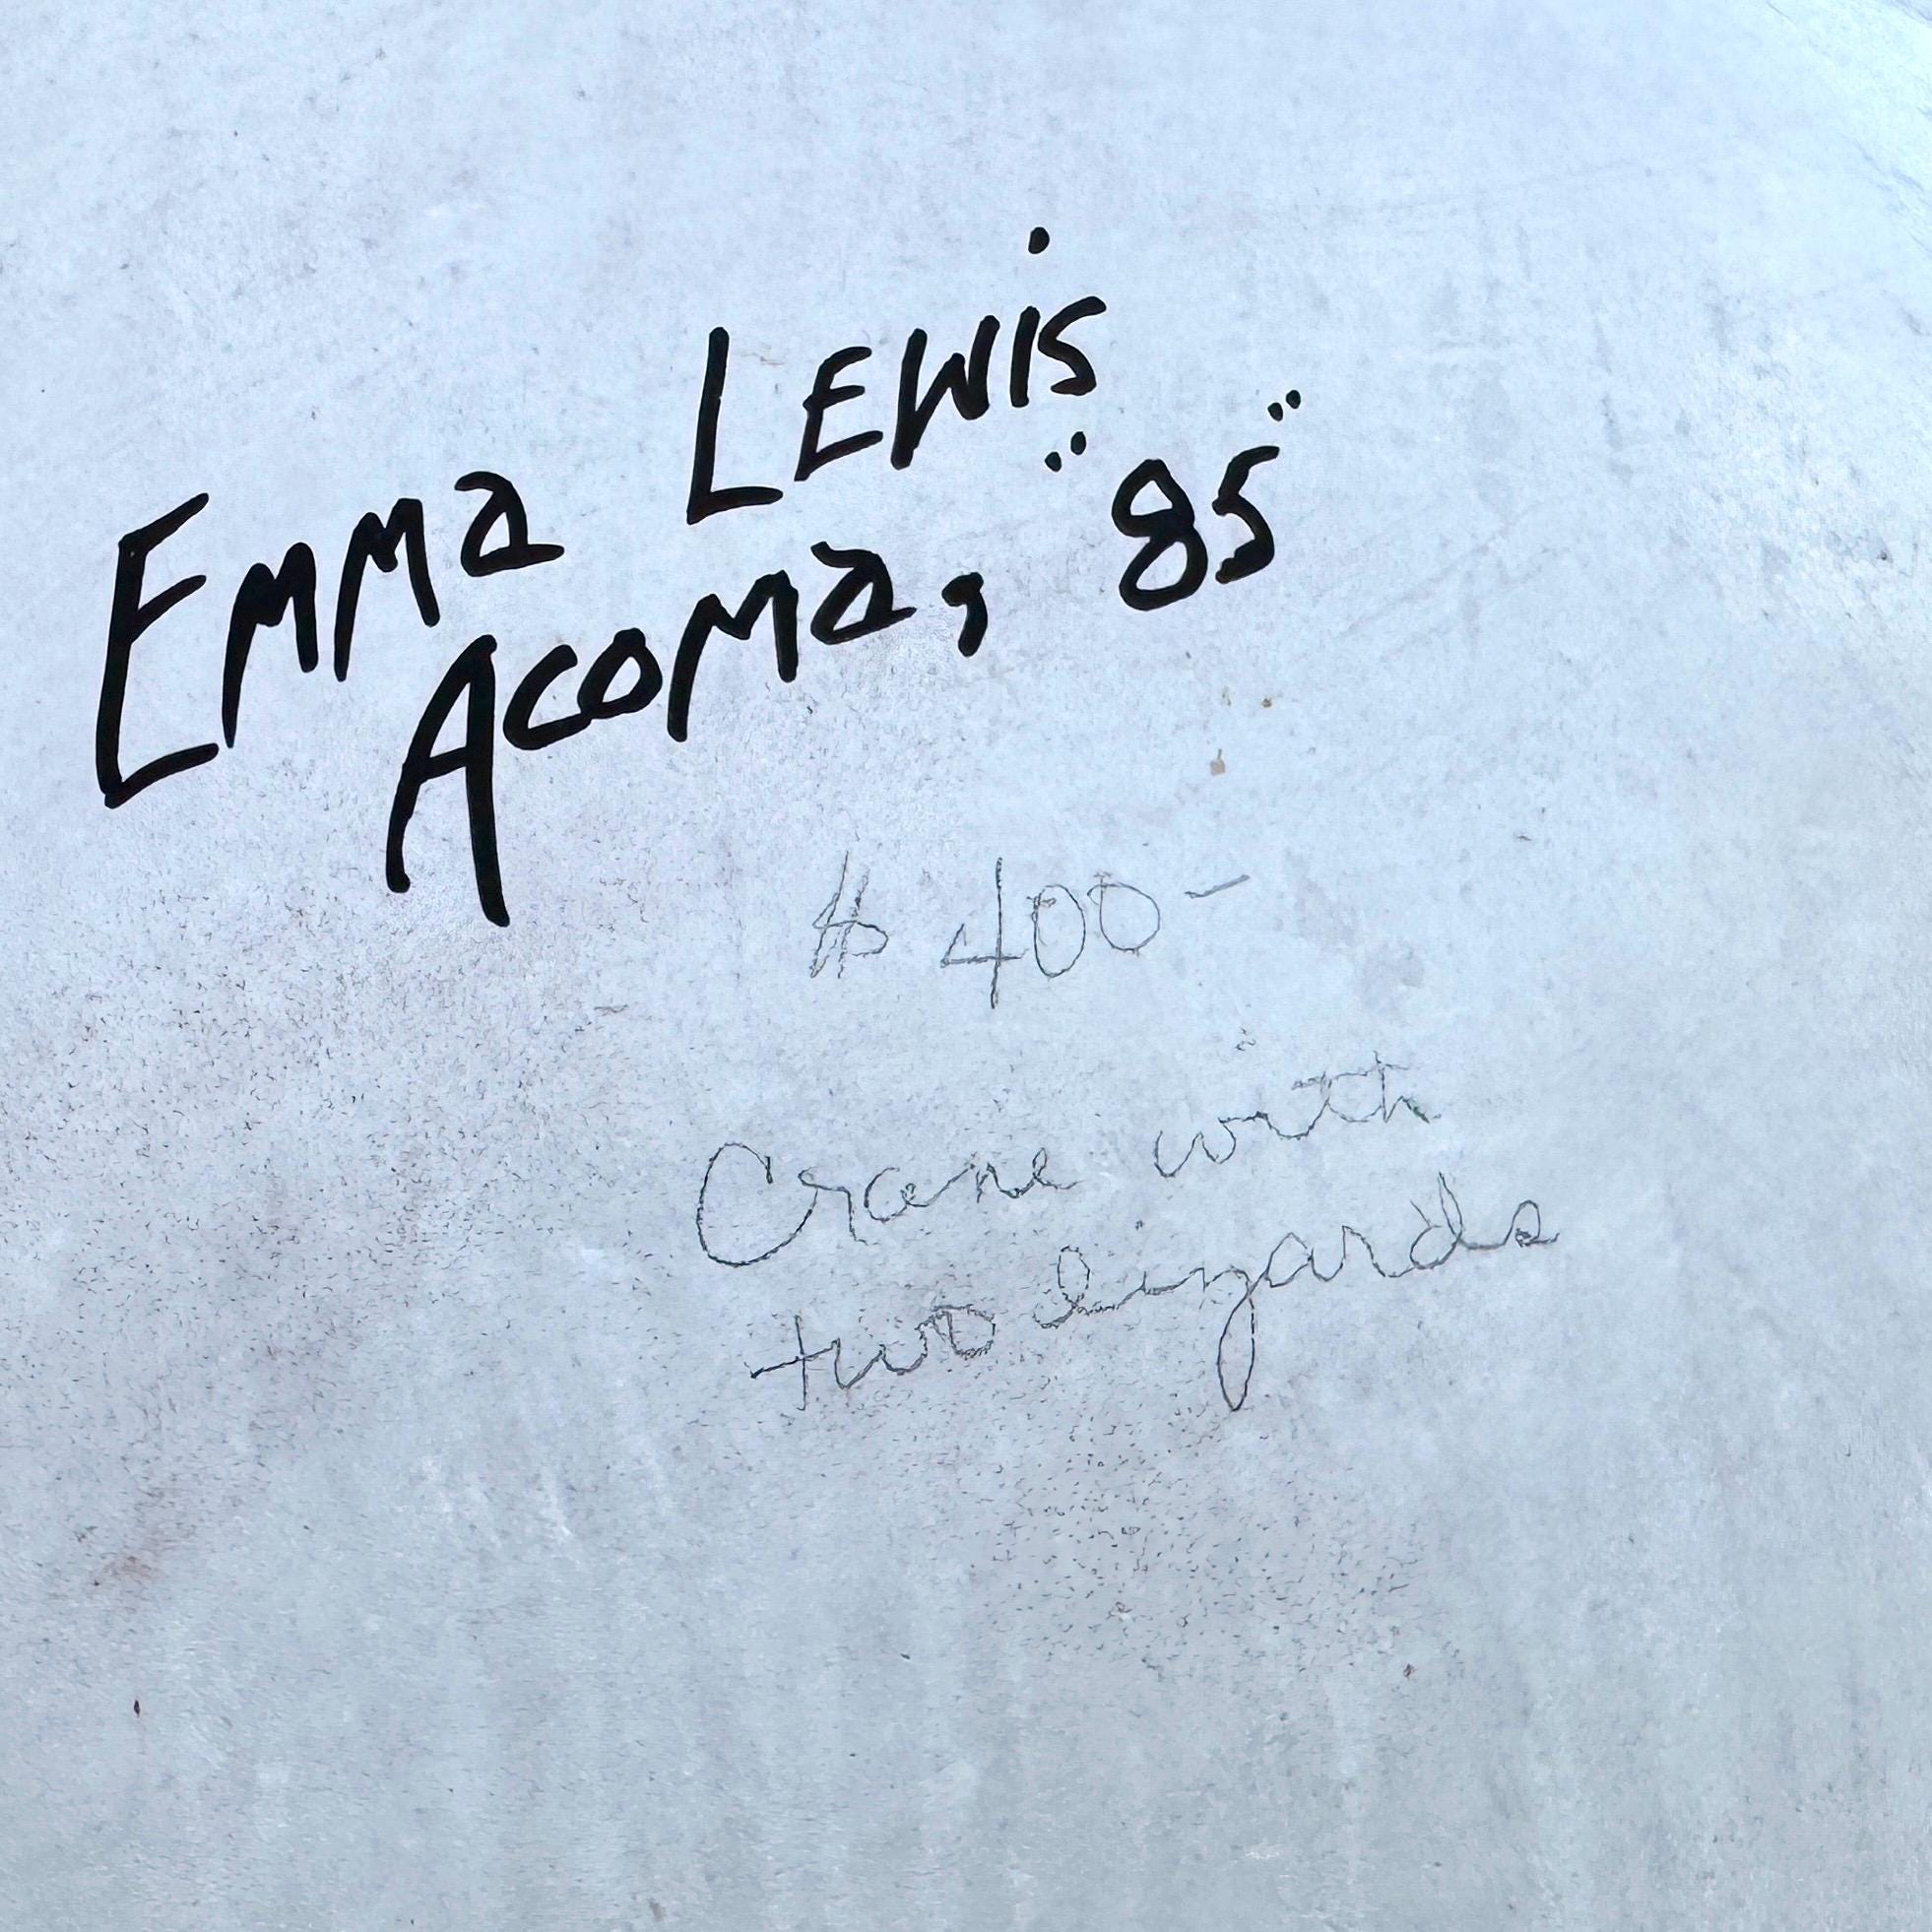 Emma Lewis
Acoma, "85"
$ 400-
Crane with
two lizards